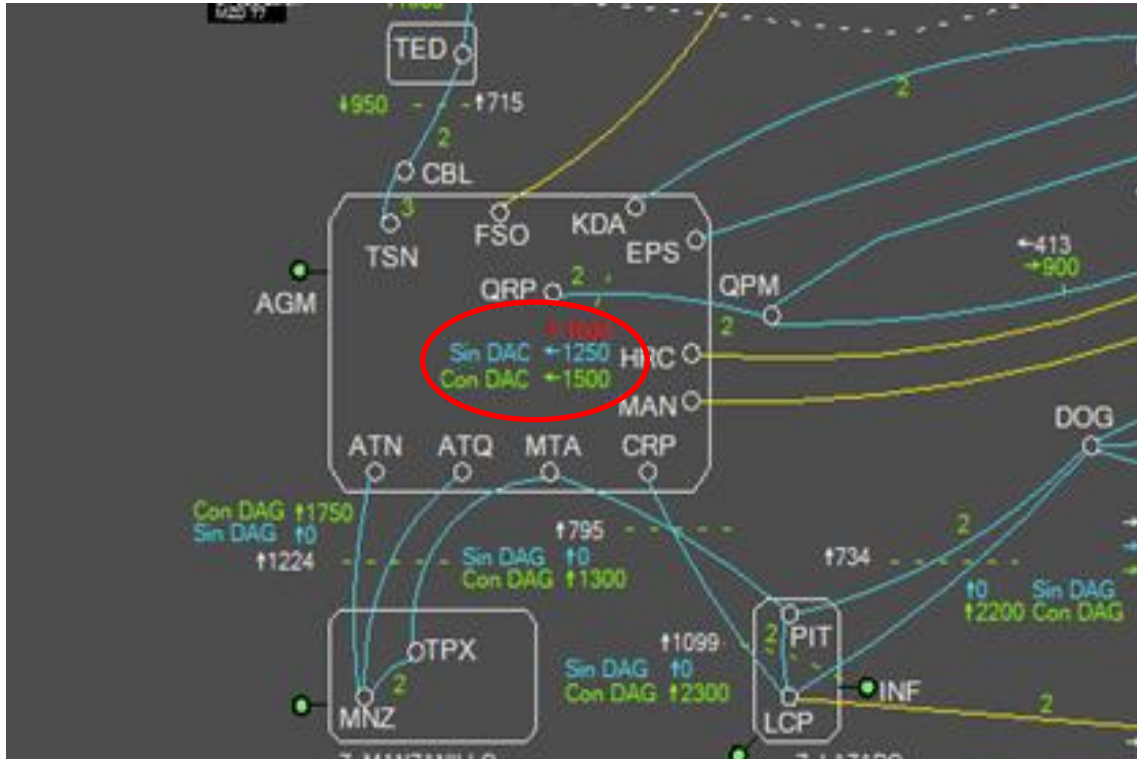 TED
↓950
↑715
2
2
CBL
3
TSN
FSO
KDA
EPS
←413
→900
AGM
QRP
2
QPM
2
Sin DAC ←1250
HRC
Con DAC ←1500
MAN
DOG
ATN
ATQ
MTA
CRP
Con DAG ↑1750
Sin DAG ↑0
↑1224
↑795
2
Sin DAG ↑0
Con DAG ↑1300
↑734
↑0 Sin DAG
↑2200 Con DAG
TPX
2
MNZ
↑1099
Sin DAG ↑0
Con DAG ↑2300
2
PIT
INF
LCP
2